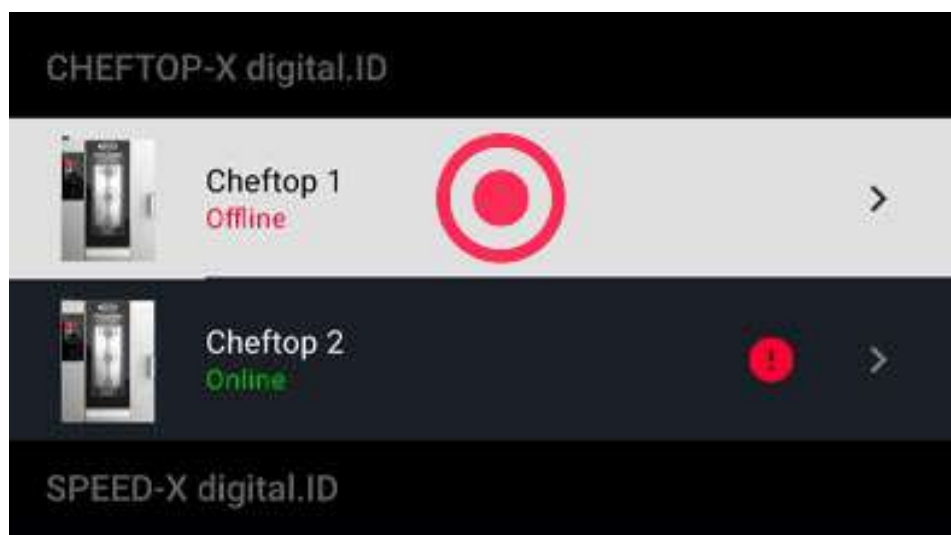 CHEFTOP-X digital.ID
Cheftop 1
Offline
Cheftop 2
Online
SPEED-X digital.ID